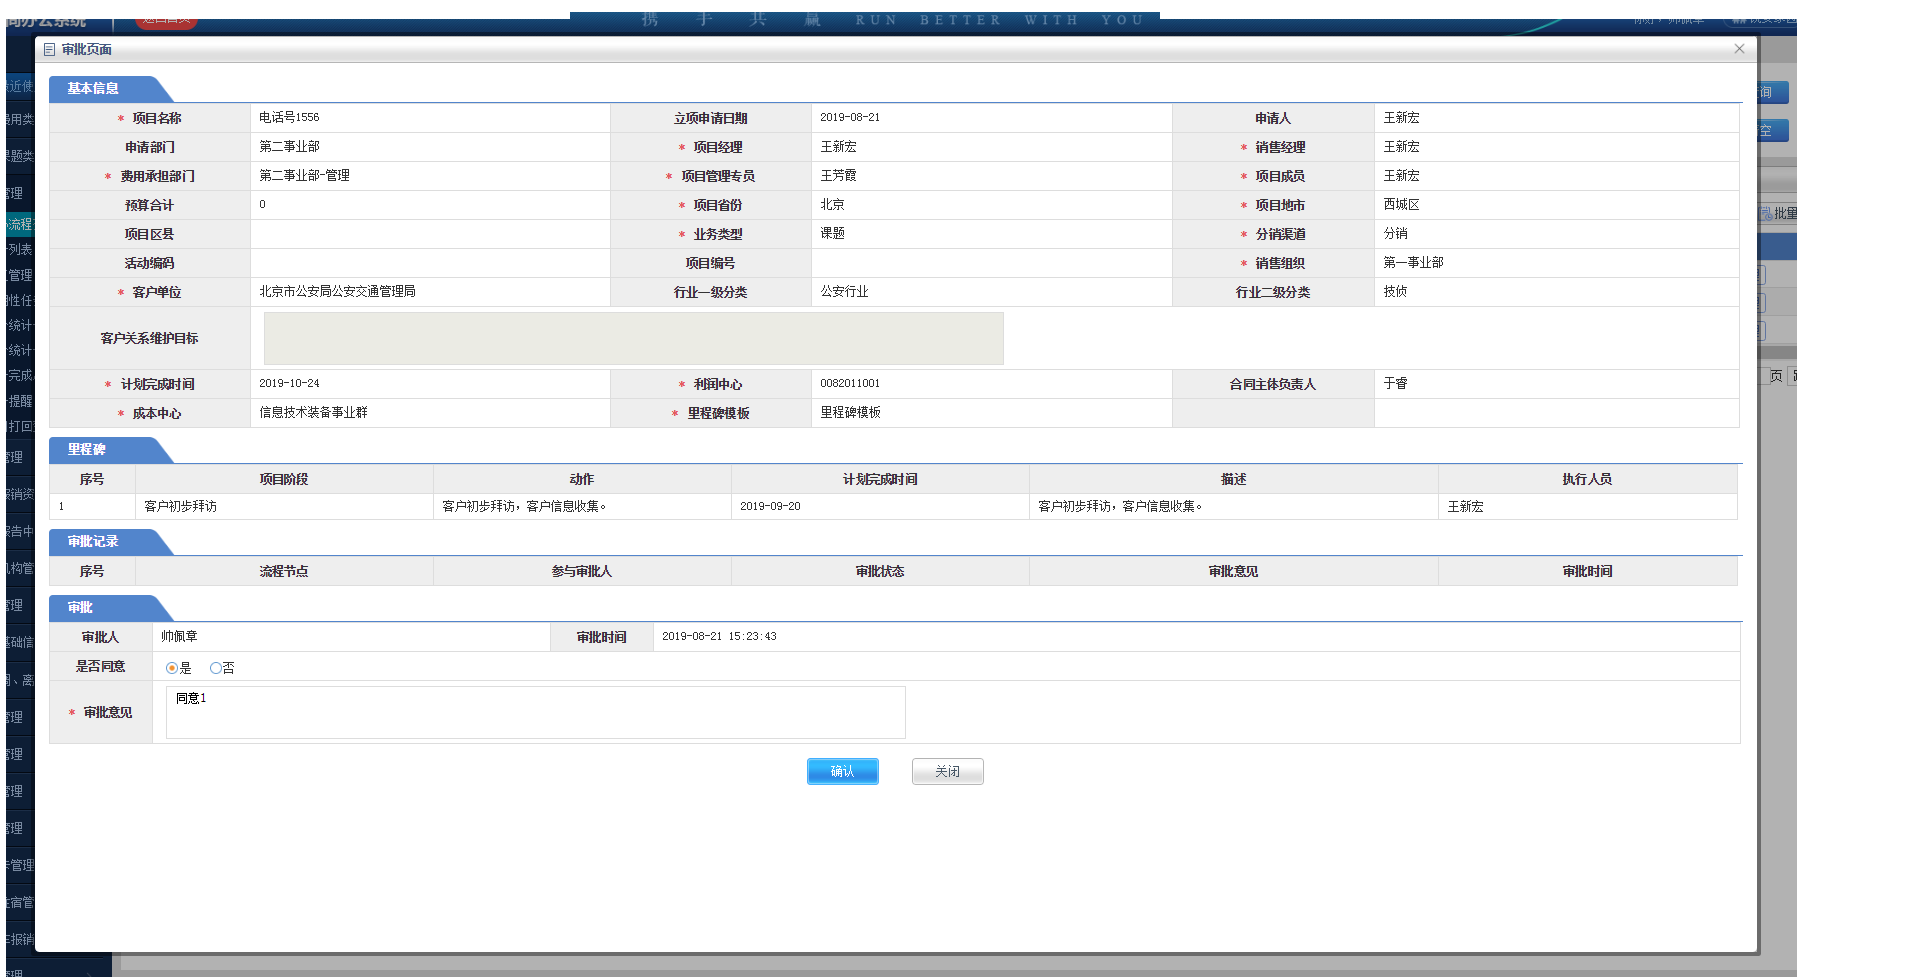 携 手 共 赢 RUN BETTER WITH YOU
审批页面
基本信息
* 项目名称 电话号1556 立项申请日期 2019-08-21 申请人 王新宏
申请部门 第二事业部 * 项目经理 王新宏 * 销售经理 王新宏
* 费用承担部门 第二事业部-管理 * 项目管理专员 王芳霞 * 项目成员 王新宏
预算合计 0 * 项目省份 北京 * 项目地市 西城区
项目区县 * 业务类型 课题 * 分销渠道 分销
活动编码 项目编号 * 销售组织 第一事业部
* 客户单位 北京市公安局公安交通管理局 行业一级分类 公安行业 行业二级分类 技侦
客户关系维护目标
* 计划完成时间 2019-10-24 * 利润中心 0082011001 合同主体负责人 于睿
* 成本中心 信息技术装备事业群 * 里程碑模板 里程碑模板
里程碑
序号 项目阶段 动作 计划完成时间 描述 执行人员
1 客户初步拜访 客户初步拜访，客户信息收集。 2019-09-20 客户初步拜访，客户信息收集。 王新宏
审批记录
序号 流程节点 参与审批人 审批状态 审批意见 审批时间
审批
审批人 帅佩章 审批时间 2019-08-21 15:23:43
是否同意 是 否
* 审批意见 同意1
确认 关闭